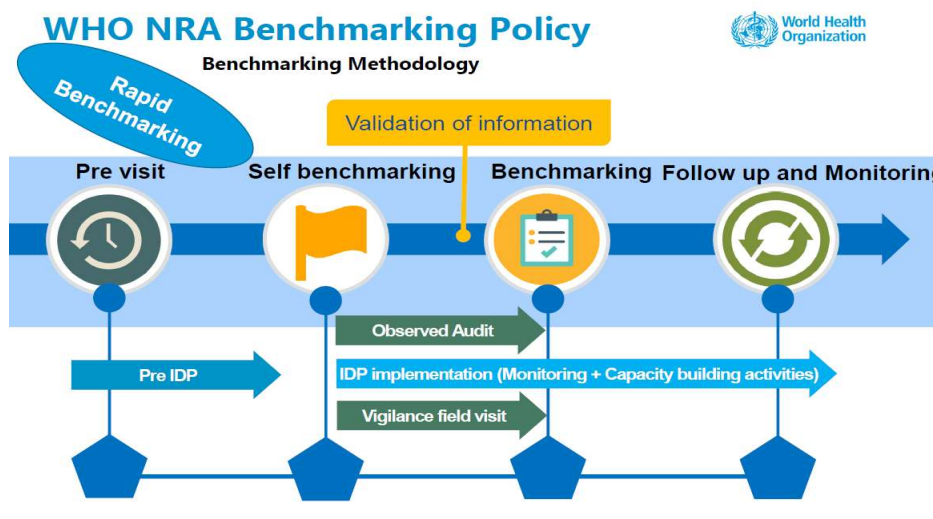 WHO NRA Benchmarking Policy
World Health
Organization
Benchmarking Methodology
Rapid
Benchmarking
Validation of information
Pre visit
Self benchmarking
Benchmarking
Follow up and Monitoring
Observed Audit
Pre IDP
IDP implementation (Monitoring + Capacity building activities)
Vigilance field visit